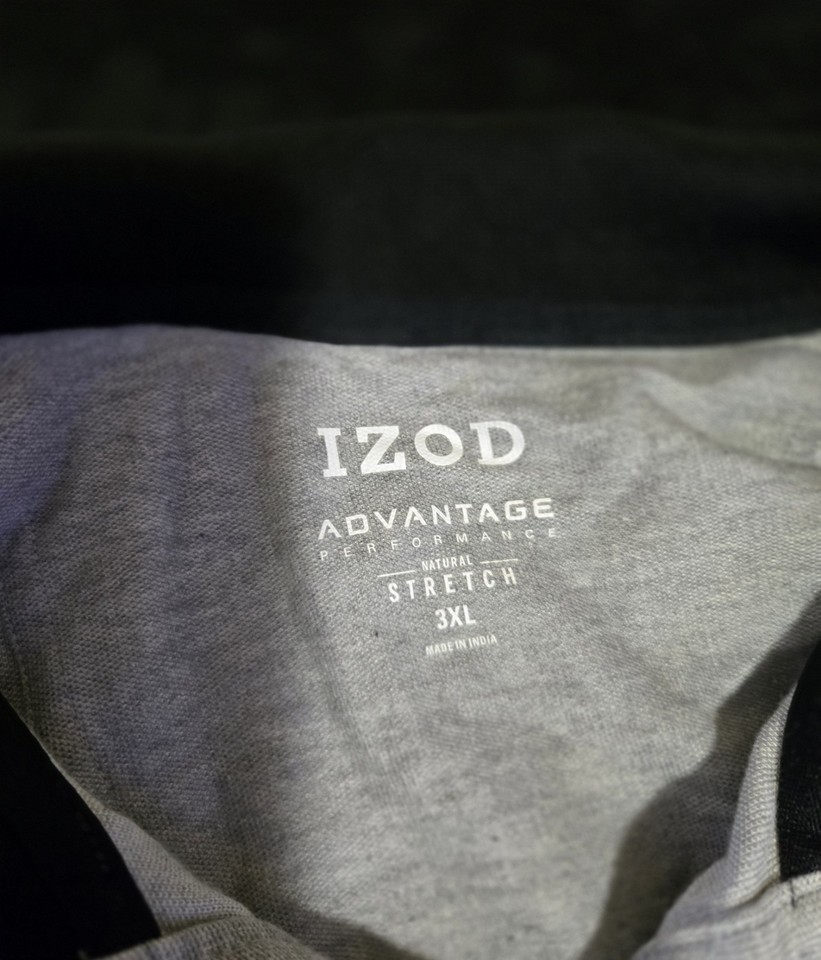 IZOD
ADVANTAGE
PERFORMANCE
NATURAL
STRETCH
3XL
MADE IN INDIA